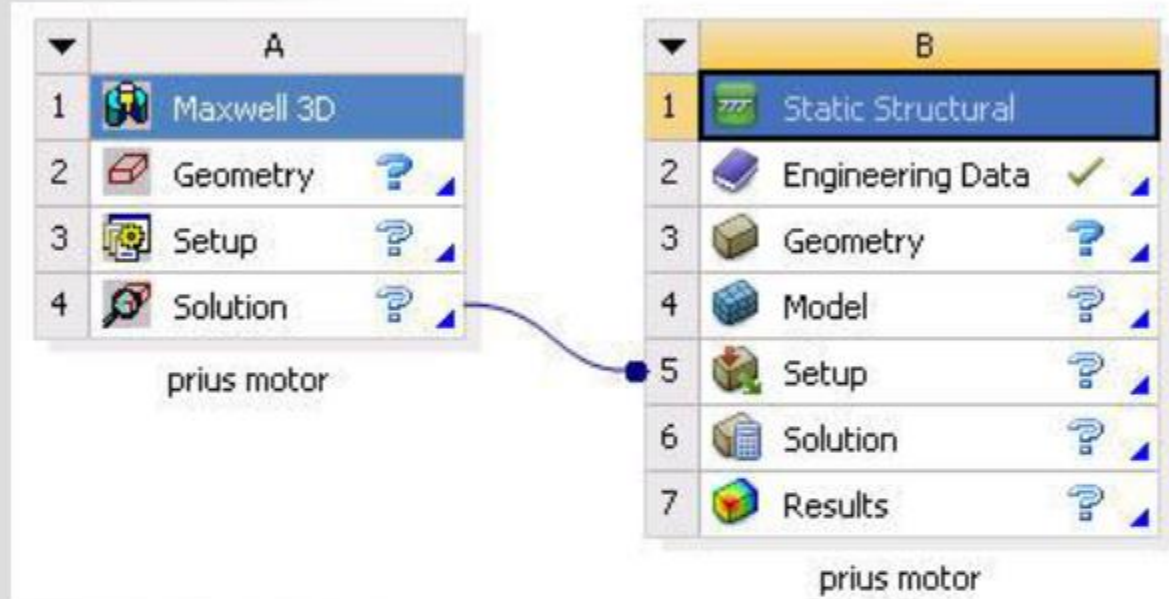 A
1 Maxwell 3D
2 Geometry ?
3 Setup ?
4 Solution ?
prius motor
B
1 Static Structural
2 Engineering Data ✓
3 Geometry ?
4 Model ?
5 Setup ?
6 Solution ?
7 Results ?
prius motor